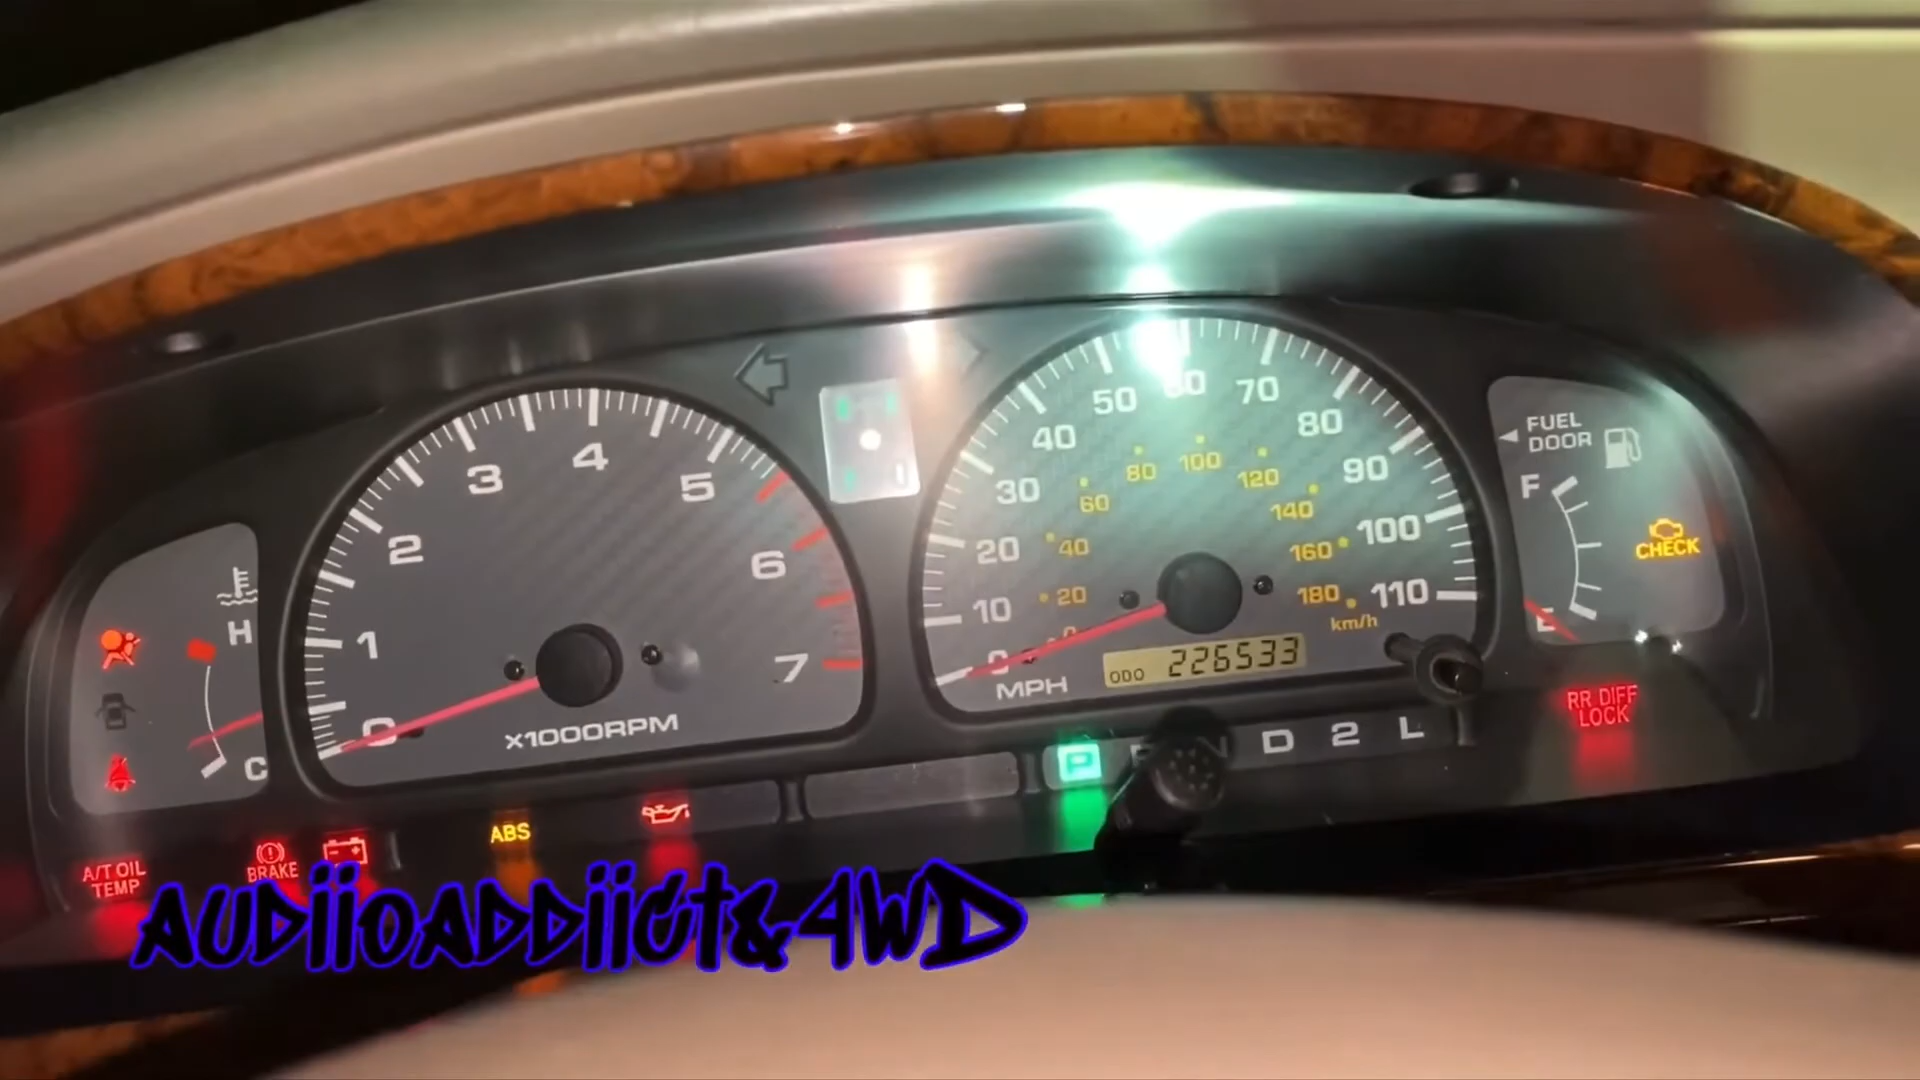 4
3
5
2
6
1
7
0
X1000RPM
H
C
50
60
70
40
80
30
90
20
100
10
110
0
MPH
80
100
120
60
140
40
160
20
180
km/h
ODO 226533
FUEL
DOOR
F
E
CHECK
RR DIFF
LOCK
P N D 2 L
ABS
BRAKE
A/T OIL
TEMP
AUDiioADDiict&4WD